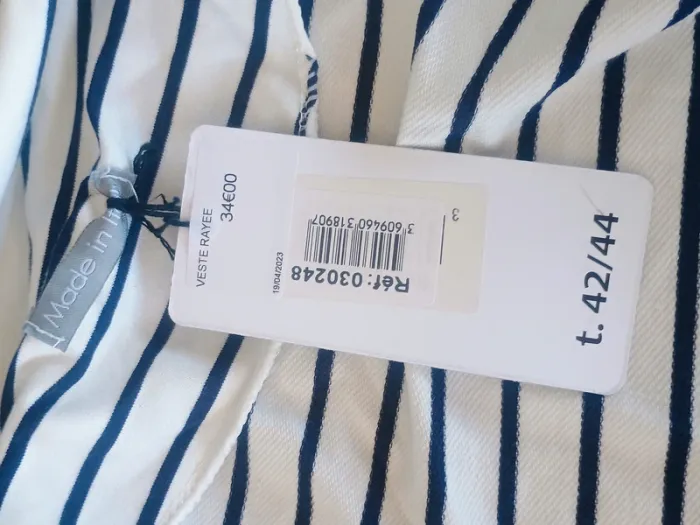 VESTE RAYEE
34€00
19/04/2023
Réf: 030248
3 609460 318907
3
t. 42/44
Made in